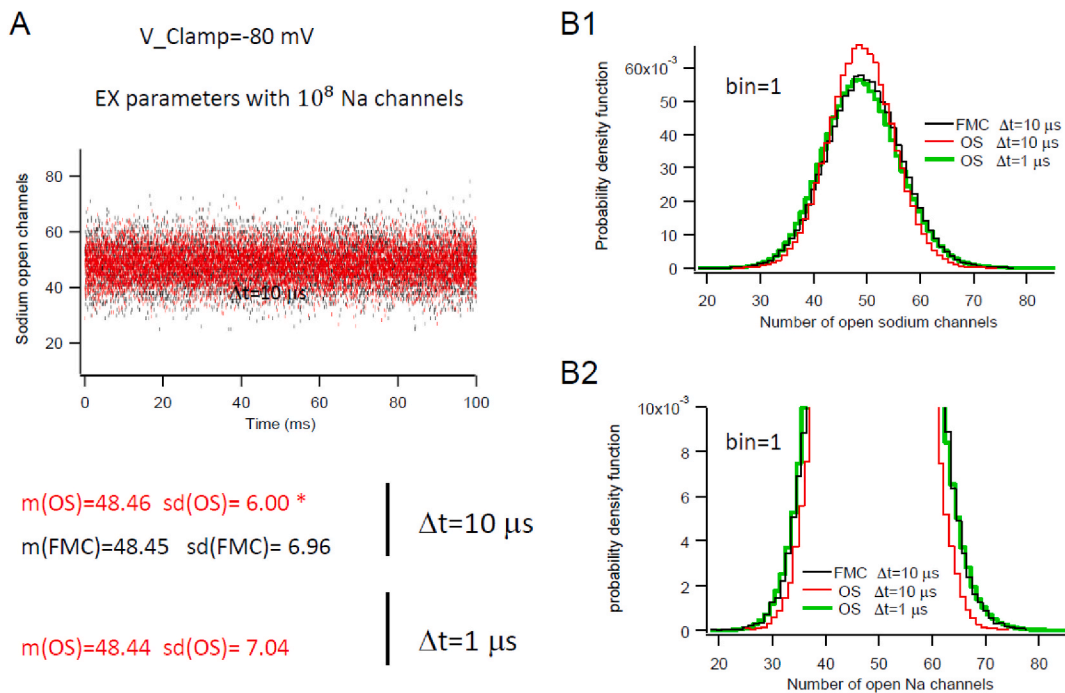 A
V_Clamp=-80 mV
EX parameters with 10⁸ Na channels
Sodium oppen channels
80
60
40
20
Δt=10 µs
0 20 40 60 80 100
Time (ms)
m(OS)=48.46 sd(OS)= 6.00 *
m(FMC)=48.45 sd(FMC)= 6.96
Δt=10 µs
m(OS)=48.44 sd(OS)= 7.04
Δt=1 µs
B1
Probability density function
60x10⁻³
50
40
30
20
10
0
bin=1
FMC Δt=10 µs
OS Δt=10 µs
OS Δt=1 µs
20 30 40 50 60 70 80
Number of open sodium channels
B2
probability density function
10x10⁻³
8
6
4
2
0
bin=1
FMC Δt=10 µs
OS Δt=10 µs
OS Δt=1 µs
20 30 40 50 60 70 80
Number of open Na channels